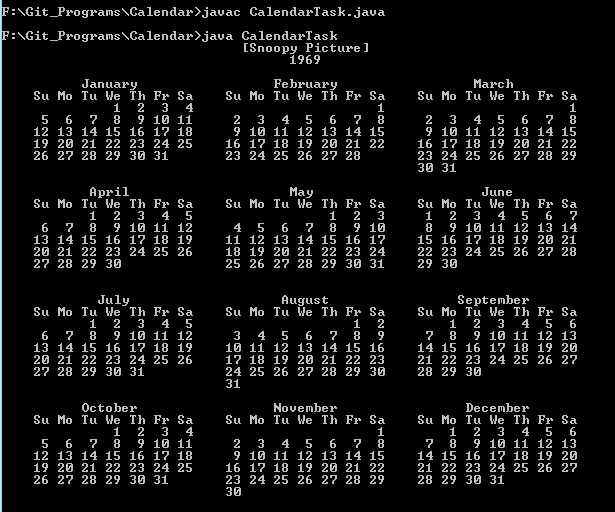 F:\Git_Programs\Calendar>javac CalendarTask.java
F:\Git_Programs\Calendar>java CalendarTask
[Snoopy Picture]
1969
January February March
Su Mo Tu We Th Fr Sa Su Mo Tu We Th Fr Sa Su Mo Tu We Th Fr Sa
1 2 3 4 1 1
5 6 7 8 9 10 11 2 3 4 5 6 7 8 2 3 4 5 6 7 8
12 13 14 15 16 17 18 9 10 11 12 13 14 15 9 10 11 12 13 14 15
19 20 21 22 23 24 25 16 17 18 19 20 21 22 16 17 18 19 20 21 22
26 27 28 29 30 31 23 24 25 26 27 28 23 24 25 26 27 28 29
30 31
April May June
Su Mo Tu We Th Fr Sa Su Mo Tu We Th Fr Sa Su Mo Tu We Th Fr Sa
1 2 3 4 5 1 2 3 1 2 3 4 5 6 7
6 7 8 9 10 11 12 4 5 6 7 8 9 10 8 9 10 11 12 13 14
13 14 15 16 17 18 19 11 12 13 14 15 16 17 15 16 17 18 19 20 21
20 21 22 23 24 25 26 18 19 20 21 22 23 24 22 23 24 25 26 27 28
27 28 29 30 25 26 27 28 29 30 31 29 30
July August September
Su Mo Tu We Th Fr Sa Su Mo Tu We Th Fr Sa Su Mo Tu We Th Fr Sa
1 2 3 4 5 1 2 1 2 3 4 5 6
6 7 8 9 10 11 12 3 4 5 6 7 8 9 7 8 9 10 11 12 13
13 14 15 16 17 18 19 10 11 12 13 14 15 16 14 15 16 17 18 19 20
20 21 22 23 24 25 26 17 18 19 20 21 22 23 21 22 23 24 25 26 27
27 28 29 30 31 24 25 26 27 28 29 30 28 29 30
31
October November December
Su Mo Tu We Th Fr Sa Su Mo Tu We Th Fr Sa Su Mo Tu We Th Fr Sa
1 2 3 4 1 1 2 3 4 5 6
5 6 7 8 9 10 11 2 3 4 5 6 7 8 7 8 9 10 11 12 13
12 13 14 15 16 17 18 9 10 11 12 13 14 15 14 15 16 17 18 19 20
19 20 21 22 23 24 25 16 17 18 19 20 21 22 21 22 23 24 25 26 27
26 27 28 29 30 31 23 24 25 26 27 28 29 28 29 30 31
30